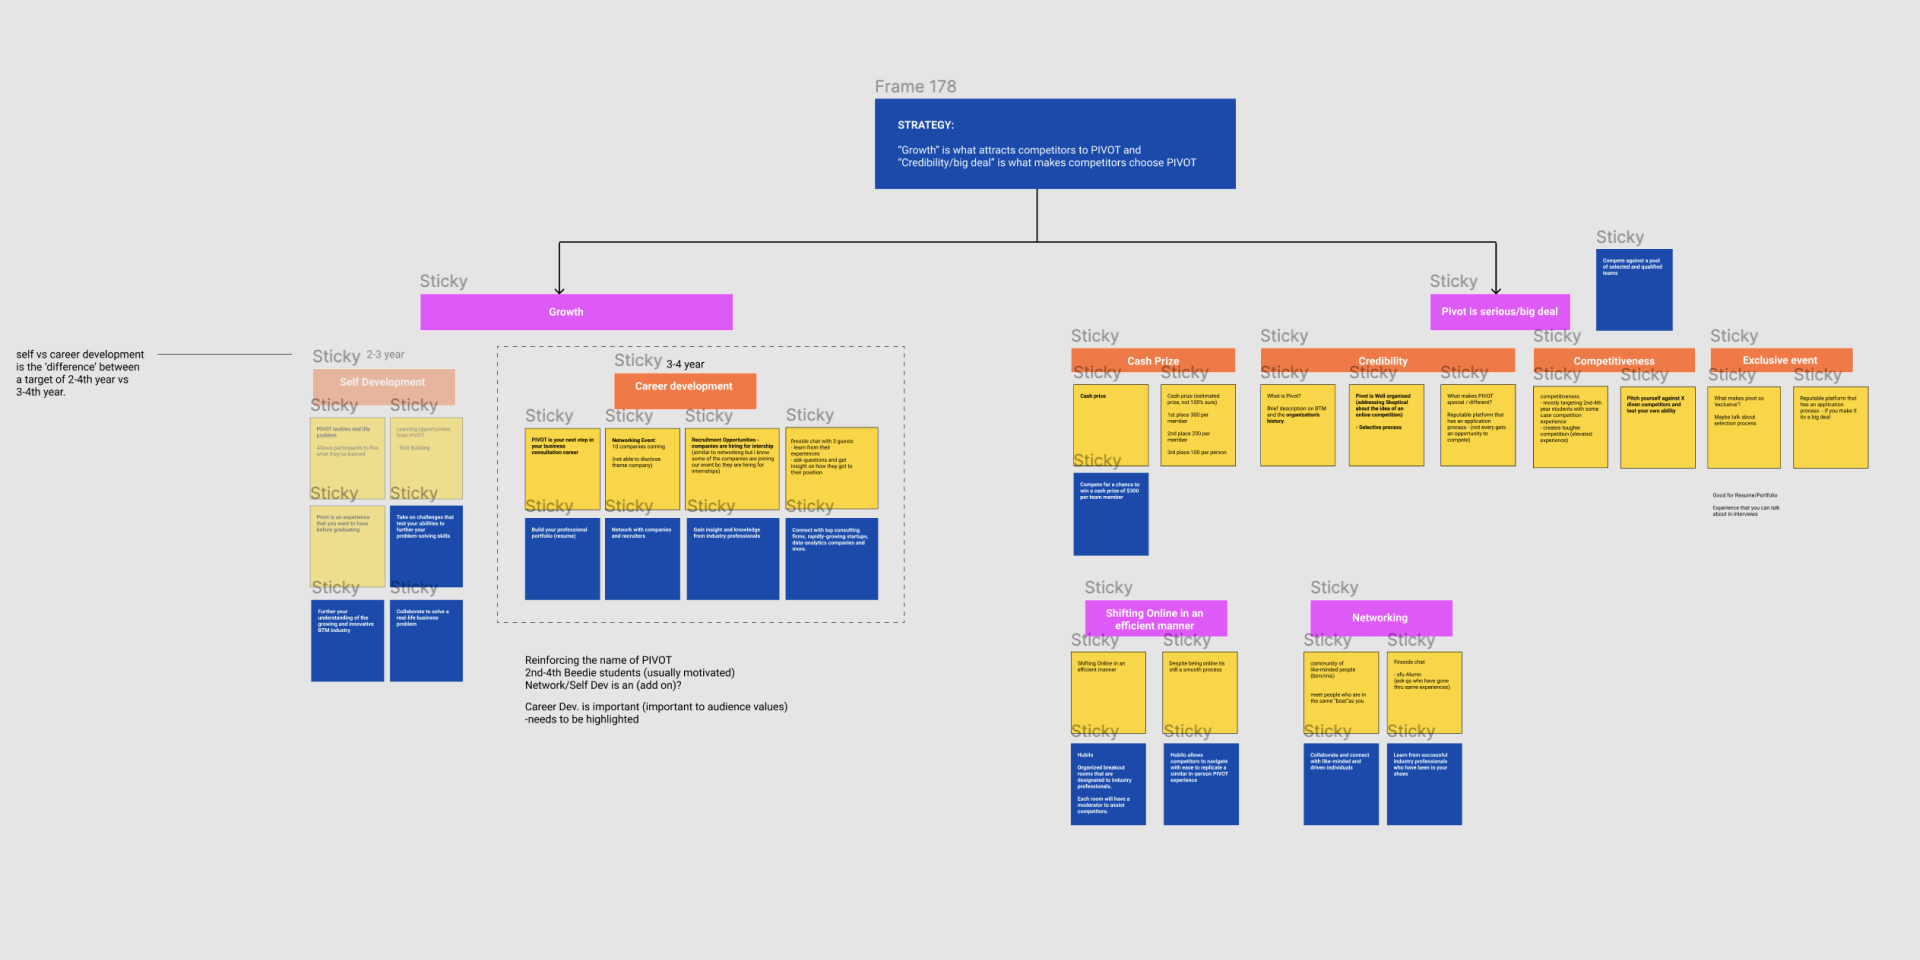 Frame 178
STRATEGY:
“Growth” is what attracts competitors to PIVOT and
“Credibility/big deal” is what makes competitors choose PIVOT
Sticky
Growth
self vs career development
is the ‘difference’ between
a target of 2-4th year vs
3-4th year.
Sticky 2-3 year
Self Development
Sticky
PIVOT tackles real life
problem
Allows participants to flex
what they've learned
Sticky
Learning opportunities
from PIVOT
- Skill Building
Sticky
Pivot is an experience
that you want to have
before graduating
Sticky
Take on challenges that
test your abilities to
further your
problem-solving skills
Sticky
Further your
understanding of the
growing and innovative
BTM industry
Sticky
Collaborate to solve a
real-life business
problem
Sticky 3-4 year
Career development
Sticky
PIVOT is your next step in
your business
consultation career
Sticky
Networking Event:
10 companies coming
(not able to disclose
theme company)
Sticky
Recruitment Opportunities -
companies are hiring for intership
(similar to networking but i know
some of the companies are joining
our event bc they are hiring for
internships)
Sticky
fireside chat with 3 guests
- learn from their
experiences
- ask questions and get
insight on how they got to
their position
Sticky
Build your professional
portfolio (resume)
Sticky
Network with companies
and recruiters
Sticky
Gain insight and knowledge
from industry professionals
Sticky
Connect with top consulting
firms, rapidly-growing startups,
data-analytics companies and
more.
Reinforcing the name of PIVOT
2nd-4th Beedie students (usually motivated)
Network/Self Dev is an (add on)?
Career Dev. is important (important to audience values)
-needs to be highlighted
Sticky
Pivot is serious/big deal
Sticky
Compete against a pool
of selected and qualified
teams
Sticky
Cash Prize
Sticky
Cash price
Sticky
Cash prize (estimated
prize, not 100% sure)
1st place 300 per
member
2nd place 200 per
member
3rd place 100 per person
Sticky
Compete for a chance to
win a cash prize of $300
per team member
Sticky
Credibility
What is Pivot?
Brief description on BTM
and the organization's
history.
Sticky
Pivot is Well organised
(addressing Skeptical
about the idea of an
online competition)
- Selective process
Sticky
What makes PIVOT
special / different?
Reputable platform that
has an application
process - (not every gets
an opportunity to
compete)
Sticky
Competitiveness
Sticky
competitiveness
- mostly targeting 2nd-4th
year students with some
case competition
experience
- creates tougher
competition (elevated
experience)
Sticky
Pitch yourself against X
driven competitors and
test your own ability
Sticky
Exclusive event
Sticky
What makes pivot so
'exclusive'?
Maybe talk about
selection process
Sticky
Reputable platform that
has an application
process - if you make it
its a big deal
Good for Resume/Portfolio
Experience that you can talk
about in interviews
Sticky
Shifting Online in an
efficient manner
Sticky
Shifting Online in an
efficient manner
Sticky
Despite being online its
still a smooth process
Sticky
Hubilo
Organized breakout
rooms that are
designated to industry
professionals.
Each room will have a
moderator to assist
competitors.
Sticky
Hubilo allows
competitors to navigate
with ease to replicate a
similar in-person PIVOT
experience
Sticky
Networking
Sticky
community of
like-minded people
(btm/mis)
meet people who are in
the same "boat"as you
Sticky
Fireside chat
- sfu Alumn
(ask qs who have gone
thru same experiences)
Sticky
Collaborate and connect
with like-minded and
driven individuals
Sticky
Learn from successful
industry professionals
who have been in your
shoes